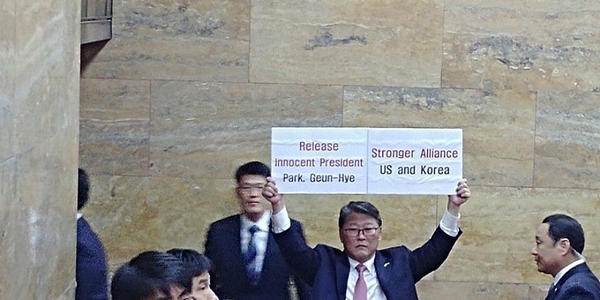 Release
Innocent President
Park, Geun-Hye
Stronger Alliance
US and Korea